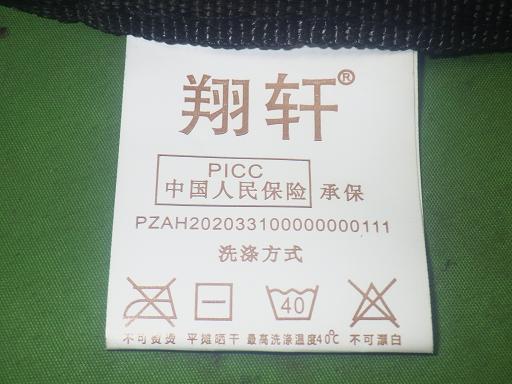 翔轩®
PICC
中国人民保险 承保
PZAH202033100000000111
洗涤方式
40
不可熨烫 平摊晒干 最高洗涤温度40℃ 不可漂白